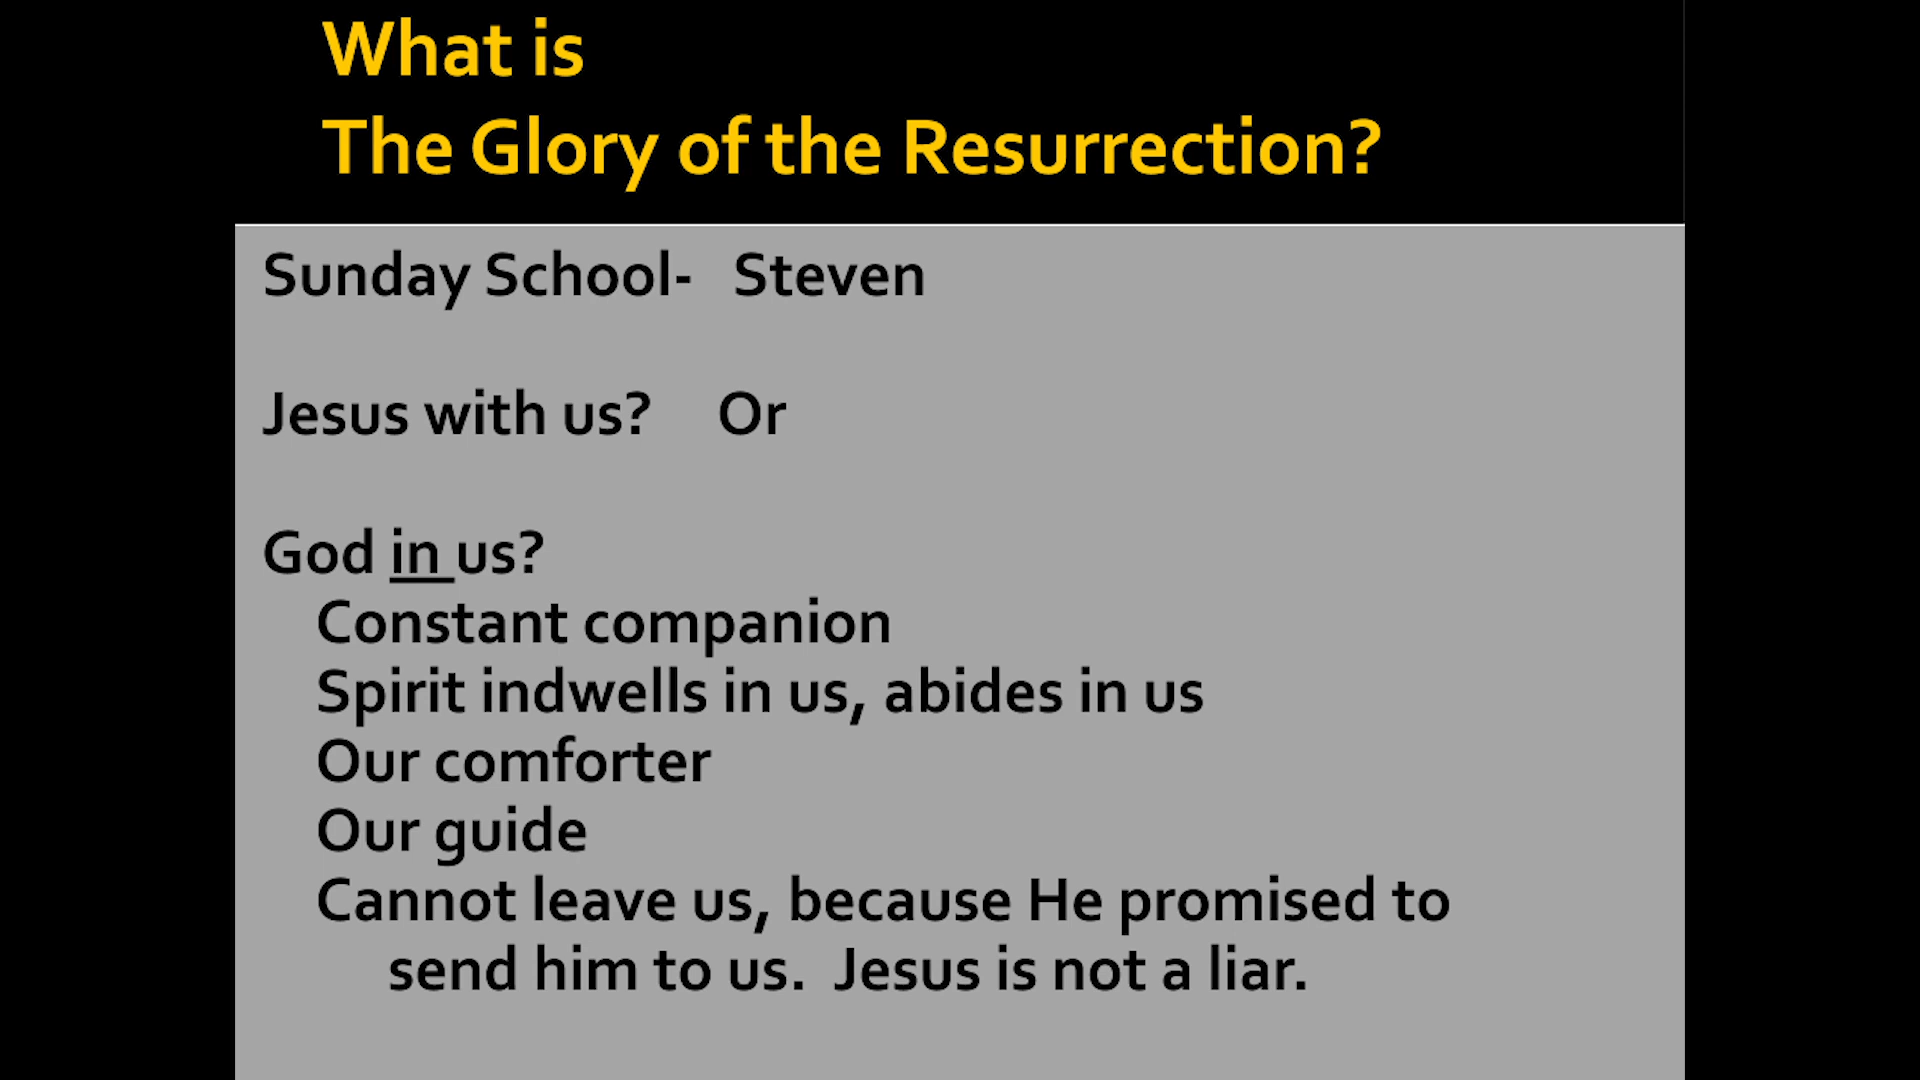 What is
The Glory of the Resurrection?
Sunday School- Steven
Jesus with us? Or
God in us?
Constant companion
Spirit indwells in us, abides in us
Our comforter
Our guide
Cannot leave us, because He promised to
send him to us. Jesus is not a liar.